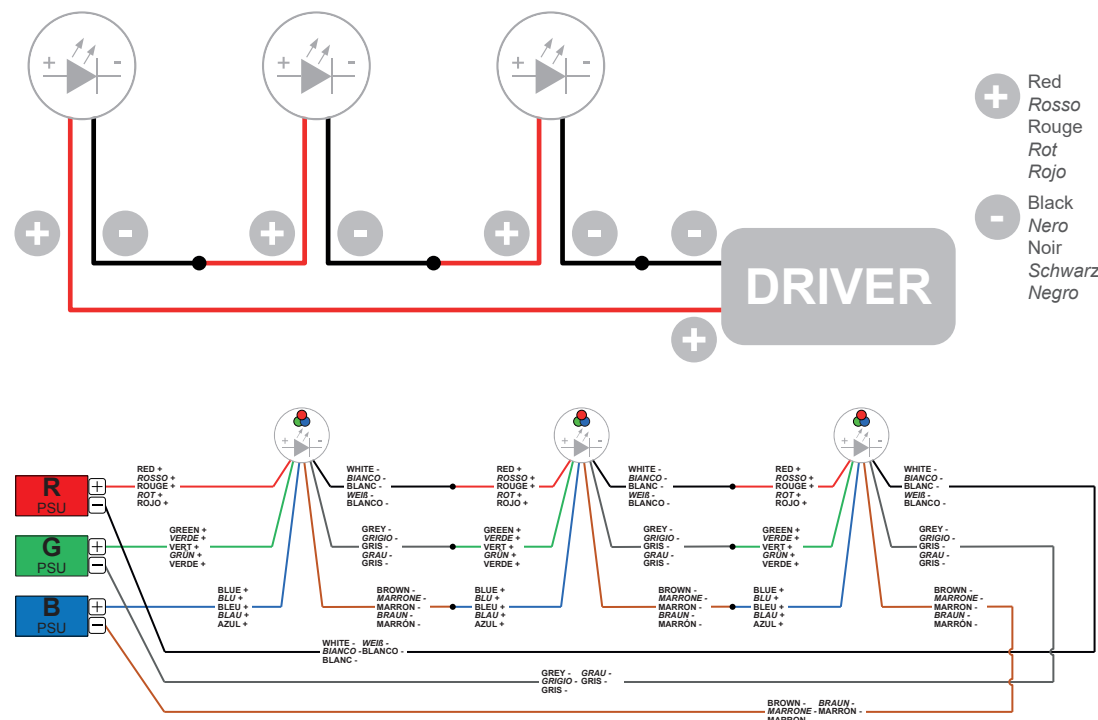 + - + - + -
+ Red
Rosso
Rouge
Rot
Rojo
- Black
Nero
Noir
Schwarz
Negro
+ - + - + - -
DRIVER
+
+ - + - + -
R
PSU
+
−
RED +
ROSSO +
ROUGE +
ROT +
ROJO +
WHITE -
BIANCO -
BLANC -
WEIß -
BLANCO -
RED +
ROSSO +
ROUGE +
ROT +
ROJO +
WHITE -
BIANCO -
BLANC -
WEIß -
BLANCO -
RED +
ROSSO +
ROUGE +
ROT +
ROJO +
WHITE -
BIANCO -
BLANC -
WEIß -
BLANCO -
G
PSU
+
−
GREEN +
VERDE +
VERT +
GRÜN +
VERDE +
GREY -
GRIGIO -
GRIS -
GRAU -
GRIS -
GREEN +
VERDE +
VERT +
GRÜN +
VERDE +
GREY -
GRIGIO -
GRIS -
GRAU -
GRIS -
GREEN +
VERDE +
VERT +
GRÜN +
VERDE +
GREY -
GRIGIO -
GRIS -
GRAU -
GRIS -
B
PSU
+
−
BLUE +
BLU +
BLEU +
BLAU +
AZUL +
BROWN -
MARRONE -
MARRON -
BRAUN -
MARRÓN -
BLUE +
BLU +
BLEU +
BLAU +
AZUL +
BROWN -
MARRONE -
MARRON -
BRAUN -
MARRÓN -
BLUE +
BLU +
BLEU +
BLAU +
AZUL +
BROWN -
MARRONE -
MARRON -
BRAUN -
MARRÓN -
WHITE - WEIß -
BIANCO - BLANCO -
BLANC -
GREY - GRAU -
GRIGIO - GRIS -
GRIS -
BROWN - BRAUN -
MARRONE - MARRÓN -
MARRON